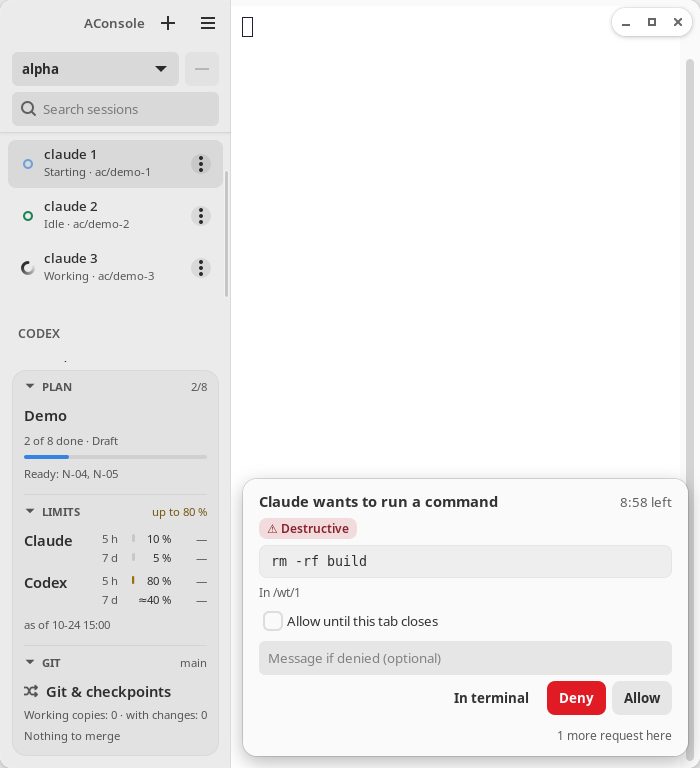 AConsole
alpha
Search sessions
claude 1
Starting · ac/demo-1
claude 2
Idle · ac/demo-2
claude 3
Working · ac/demo-3
CODEX
PLAN 2/8
Demo
2 of 8 done · Draft
Ready: N-04, N-05
LIMITS up to 80 %
Claude 5 h 10 % —
7 d 5 % —
Codex 5 h 80 % —
7 d ≈40 % —
as of 10-24 15:00
GIT main
Git & checkpoints
Working copies: 0 · with changes: 0
Nothing to merge
Claude wants to run a command 8:58 left
⚠ Destructive
rm -rf build
In /wt/1
Allow until this tab closes
Message if denied (optional)
In terminal Deny Allow
1 more request here